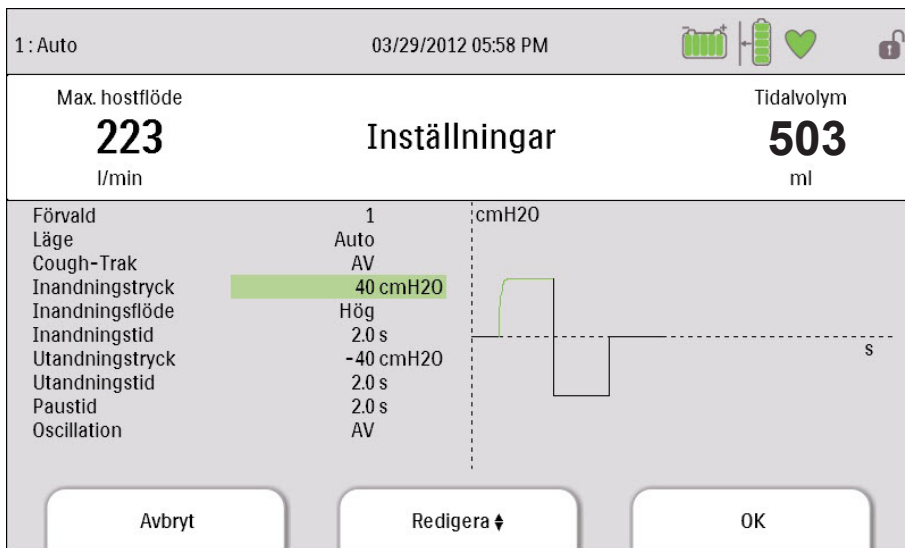 1 : Auto 03/29/2012 05:58 PM
Max. hostflöde
223
l/min
Inställningar
Tidalvolym
503
ml
Förvald 1
Läge Auto
Cough-Trak AV
Inandningstryck 40 cmH2O
Inandningsflöde Hög
Inandningstid 2.0 s
Utandningstryck -40 cmH2O
Utandningstid 2.0 s
Paustid 2.0 s
Oscillation AV
cmH2O
s
Avbryt Redigera OK